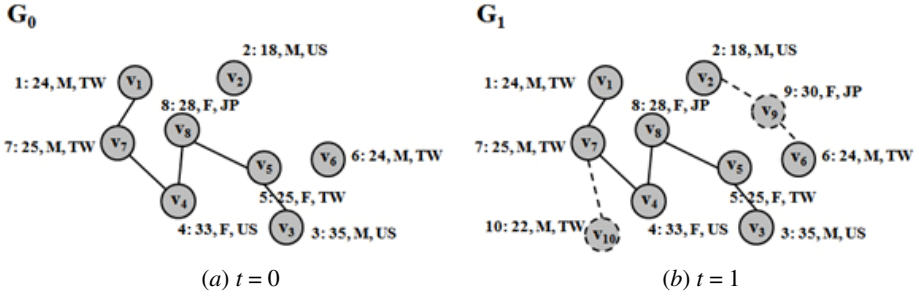 G0
G1
2: 18, M, US
v2
1: 24, M, TW
v1
8: 28, F, JP
v8
7: 25, M, TW
v7
6: 24, M, TW
v6
v5
5: 25, F, TW
v4
4: 33, F, US
v3
3: 35, M, US
2: 18, M, US
v2
9: 30, F, JP
v9
1: 24, M, TW
v1
8: 28, F, JP
v8
7: 25, M, TW
v7
6: 24, M, TW
v6
v5
5: 25, F, TW
v4
10: 22, M, TW
v10
4: 33, F, US
v3
3: 35, M, US
(a) t = 0
(b) t = 1